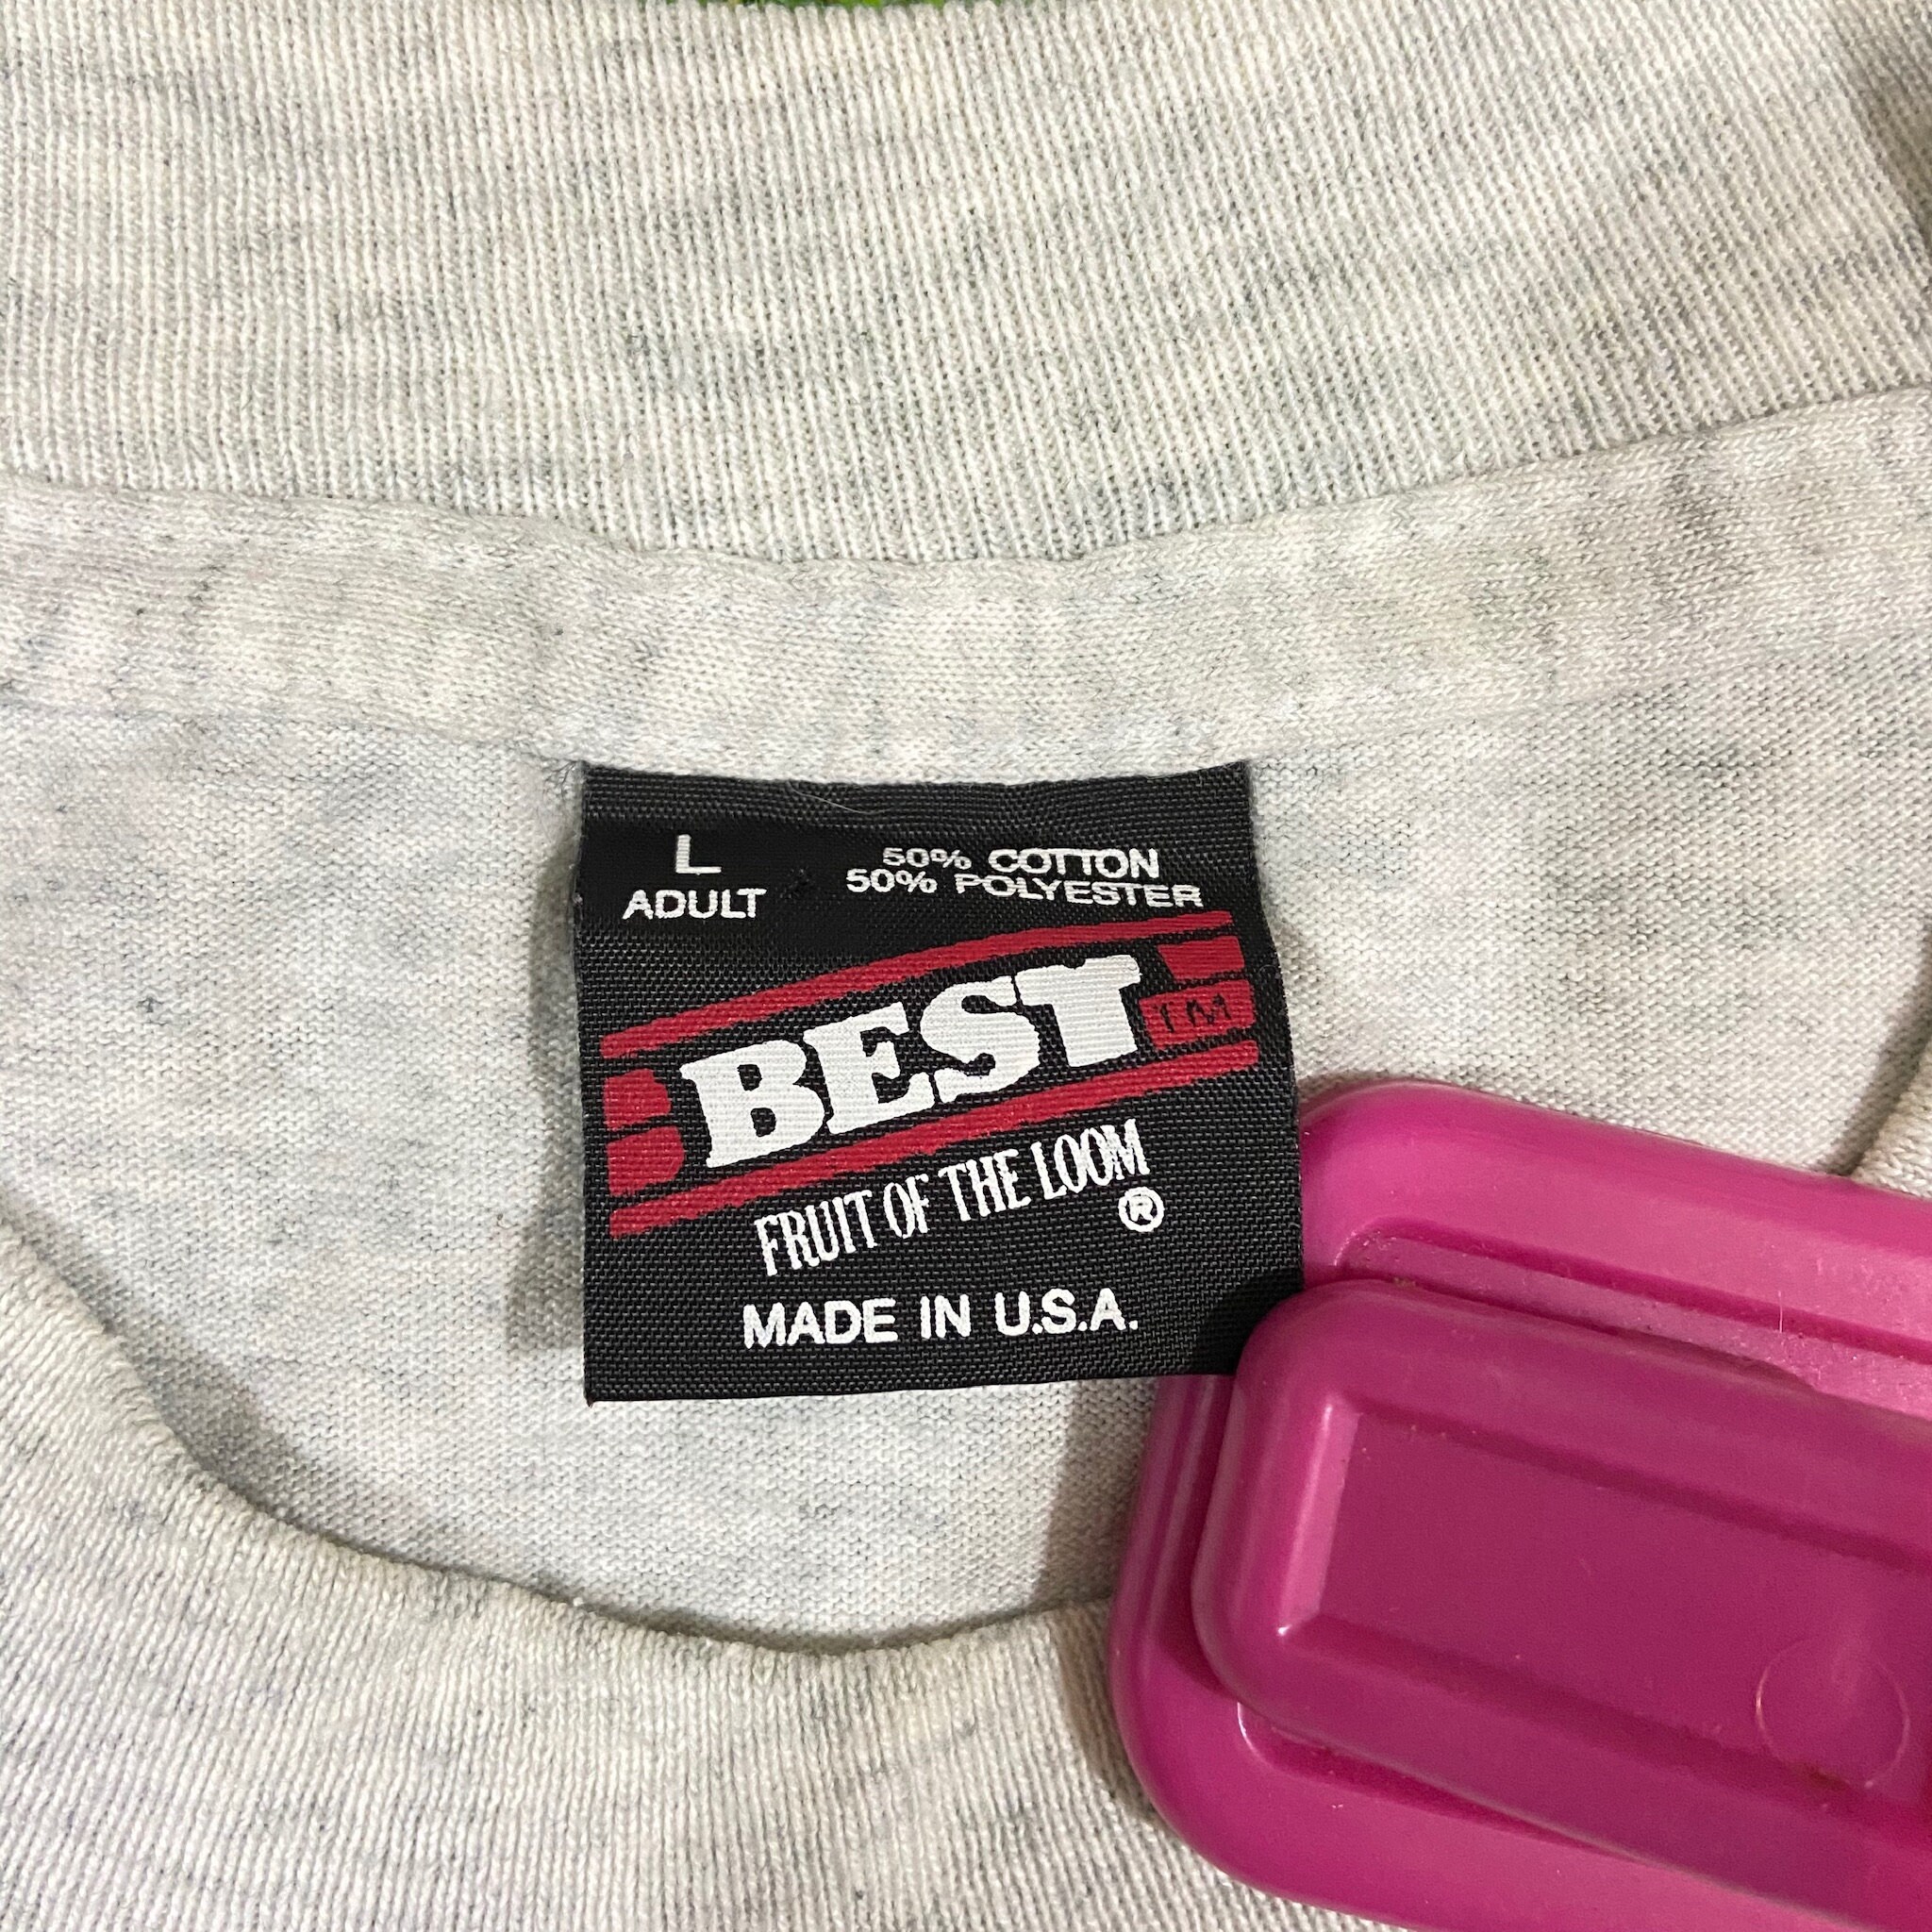 L
ADULT
50% COTTON
50% POLYESTER
BEST
TM
FRUIT OF THE LOOM
®
MADE IN U.S.A.